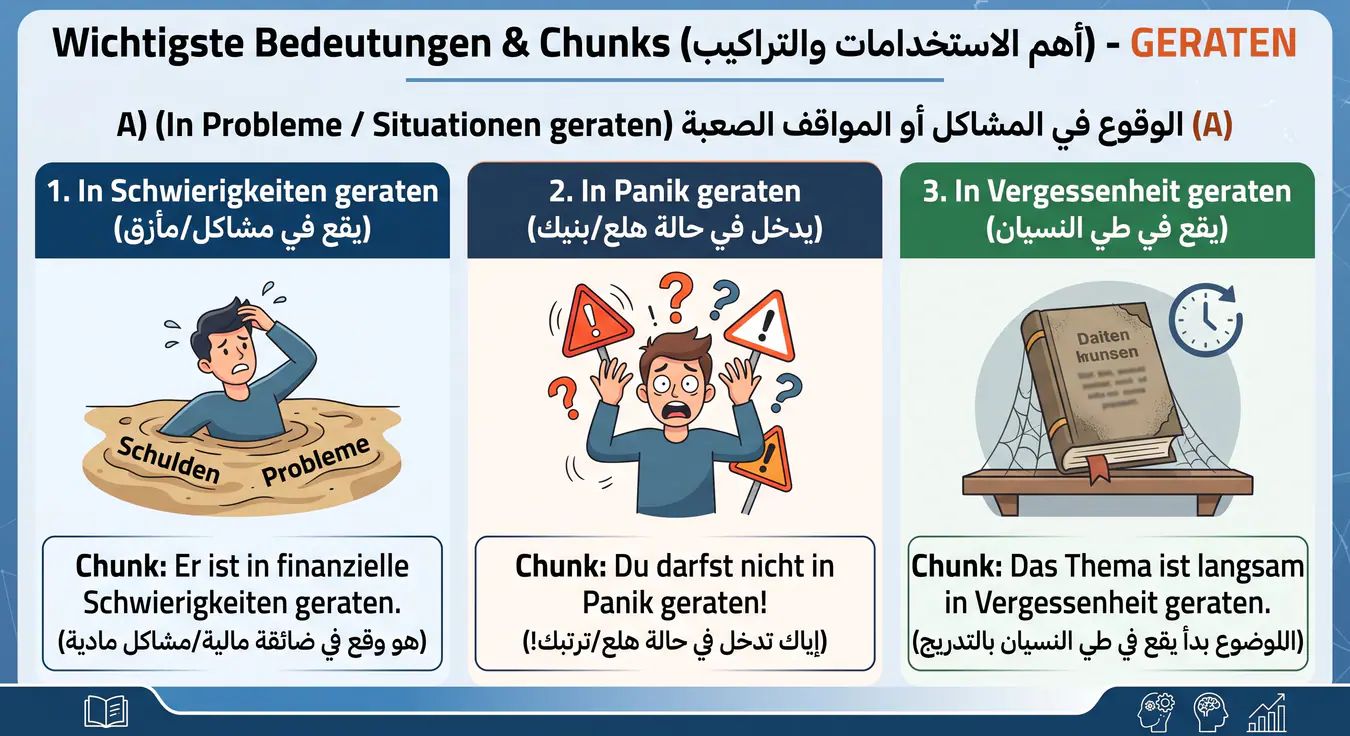 Wichtigste Bedeutungen & Chunks (أهم الاستخدامات والتراكيب) - GERATEN
A) (In Probleme / Situationen geraten) الوقوع في المشاكل أو المواقف الصعبة (A)
1. In Schwierigkeiten geraten
(يقع في مشاكل/مأزق)
Schulden
Probleme
Chunk: Er ist in finanzielle
Schwierigkeiten geraten.
(هو وقع في ضائقة مالية/مشاكل مادية)
2. In Panik geraten
(يدخل في حالة هلع/بنيك)
Chunk: Du darfst nicht in
Panik geraten!
(إياك تدخل في حالة هلع/ترتبك!)
3. In Vergessenheit geraten
(يقع في طي النسيان)
Daiten
Chunk: Das Thema ist langsam
in Vergessenheit geraten.
(الموضوع بدأ يقع في طي النسيان بالتدريج)